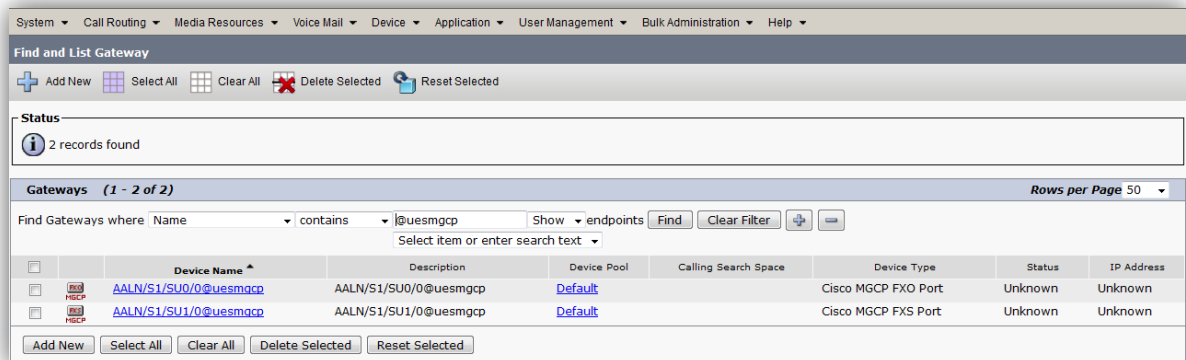 System Call Routing Media Resources Voice Mail Device Application User Management Bulk Administration Help
Find and List Gateway
Add New Select All Clear All Delete Selected Reset Selected
Status
2 records found
Gateways (1 - 2 of 2) Rows per Page 50
Find Gateways where Name contains @uesmgcp Show endpoints Find Clear Filter
Select item or enter search text
Device Name Description Device Pool Calling Search Space Device Type Status IP Address
FXO MGCP AALN/S1/SU0/0@uesmgcp AALN/S1/SU0/0@uesmgcp Default Cisco MGCP FXO Port Unknown Unknown
FXS MGCP AALN/S1/SU1/0@uesmgcp AALN/S1/SU1/0@uesmgcp Default Cisco MGCP FXS Port Unknown Unknown
Add New Select All Clear All Delete Selected Reset Selected